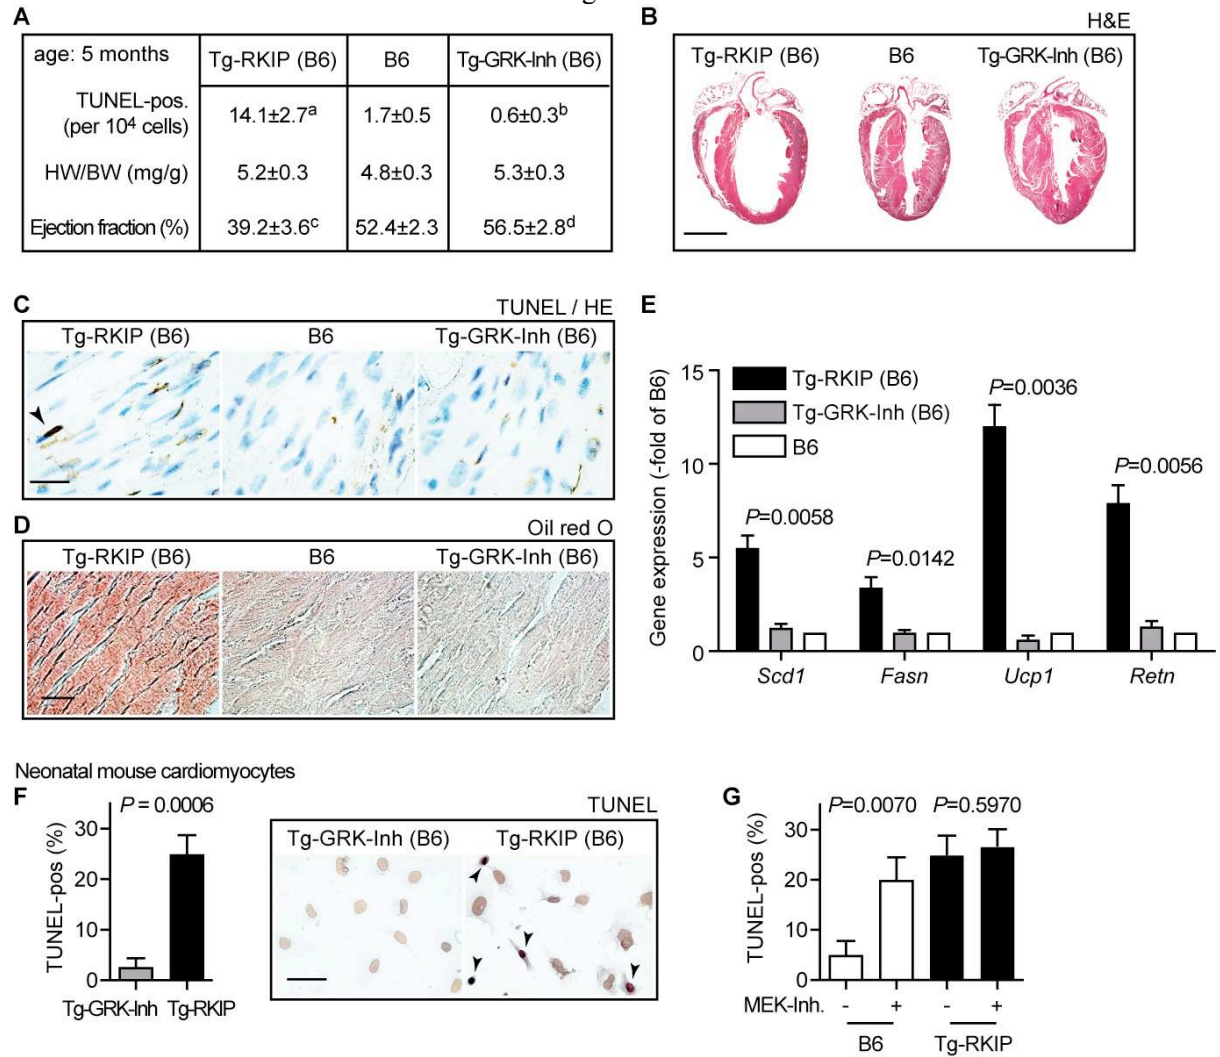 A
age: 5 months Tg-RKIP (B6) B6 Tg-GRK-Inh (B6)
TUNEL-pos.
(per 10⁴ cells) 14.1±2.7ᵃ 1.7±0.5 0.6±0.3ᵇ
HW/BW (mg/g) 5.2±0.3 4.8±0.3 5.3±0.3
Ejection fraction (%) 39.2±3.6ᶜ 52.4±2.3 56.5±2.8ᵈ
B
H&E
Tg-RKIP (B6) B6 Tg-GRK-Inh (B6)
C
TUNEL / HE
Tg-RKIP (B6) B6 Tg-GRK-Inh (B6)
D
Oil red O
Tg-RKIP (B6) B6 Tg-GRK-Inh (B6)
E
Gene expression (-fold of B6)
15
10
5
0
Tg-RKIP (B6)
Tg-GRK-Inh (B6)
B6
P=0.0058
P=0.0142
P=0.0036
P=0.0056
Scd1 Fasn Ucp1 Retn
Neonatal mouse cardiomyocytes
F
P = 0.0006
TUNEL-pos (%)
30
20
10
0
Tg-GRK-Inh Tg-RKIP
TUNEL
Tg-GRK-Inh (B6) Tg-RKIP (B6)
G
P=0.0070 P=0.5970
TUNEL-pos (%)
30
20
10
0
MEK-Inh. - + - +
B6 Tg-RKIP